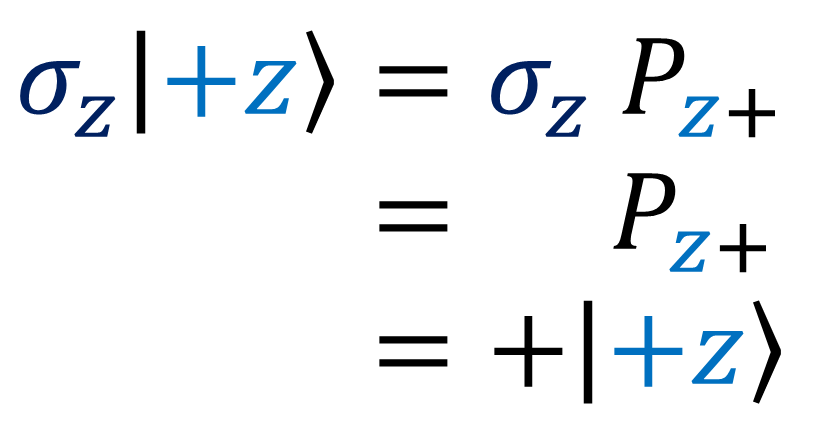 σ_z|+z⟩ = σ_z P_z+
= P_z+
= +|+z⟩